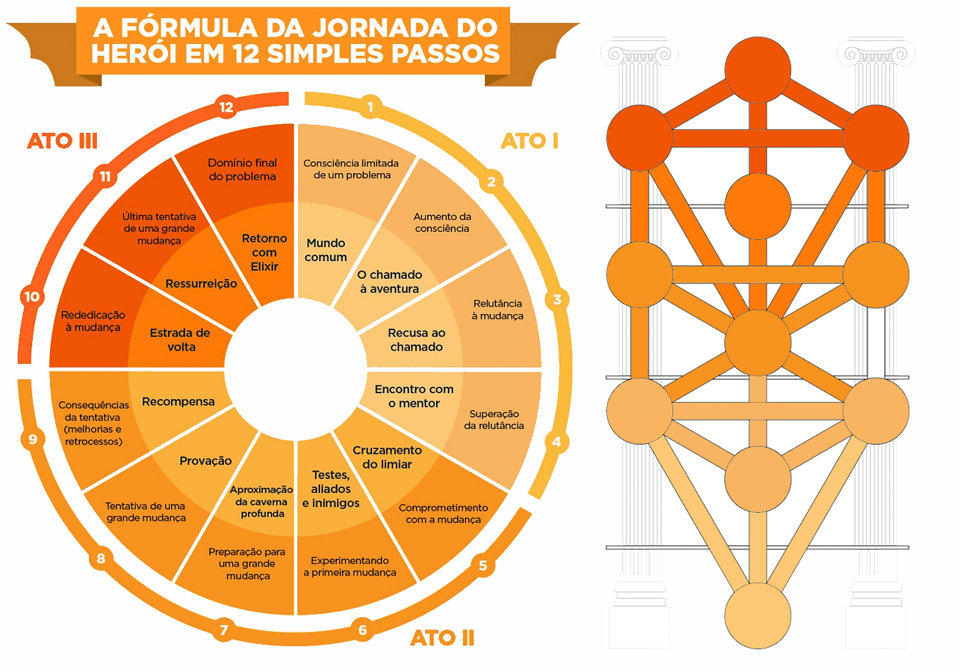 A FÓRMULA DA JORNADA DO
HERÓI EM 12 SIMPLES PASSOS
ATO I
1
Consciência limitada
de um problema
Mundo
comum
2
Aumento da
consciência
O chamado
à aventura
3
Relutância
à mudança
Recusa ao
chamado
4
Superação
da relutância
Encontro com
o mentor
ATO II
5
Comprometimento
com a mudança
Cruzamento
do limiar
6
Experimentando
a primeira mudança
Testes,
aliados
e inimigos
7
Preparação para
uma grande
mudança
Aproximação
da caverna
profunda
8
Tentativa de uma
grande mudança
Provação
9
Consequências
da tentativa
(melhorias e
retrocessos)
Recompensa
ATO III
10
Rededicação
à mudança
Estrada de
volta
11
Última tentativa
de uma grande
mudança
Ressurreição
12
Domínio final
do problema
Retorno
com
Elixir